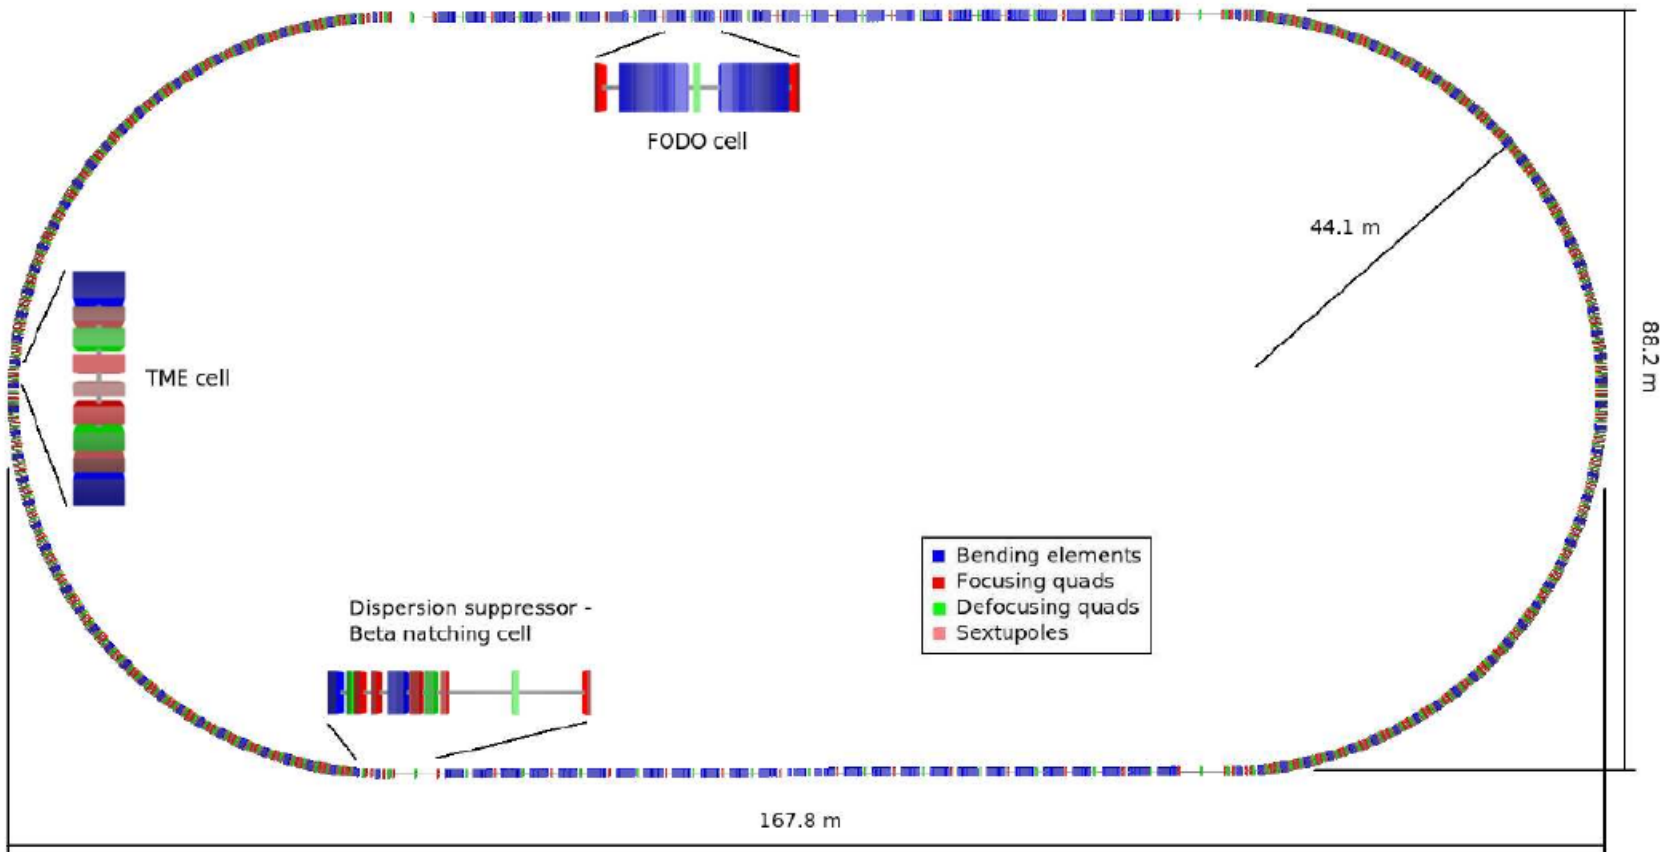 FODO cell
44.1 m
88.2 m
TME cell
Bending elements
Focusing quads
Defocusing quads
Sextupoles
Dispersion suppressor -
Beta natching cell
167.8 m